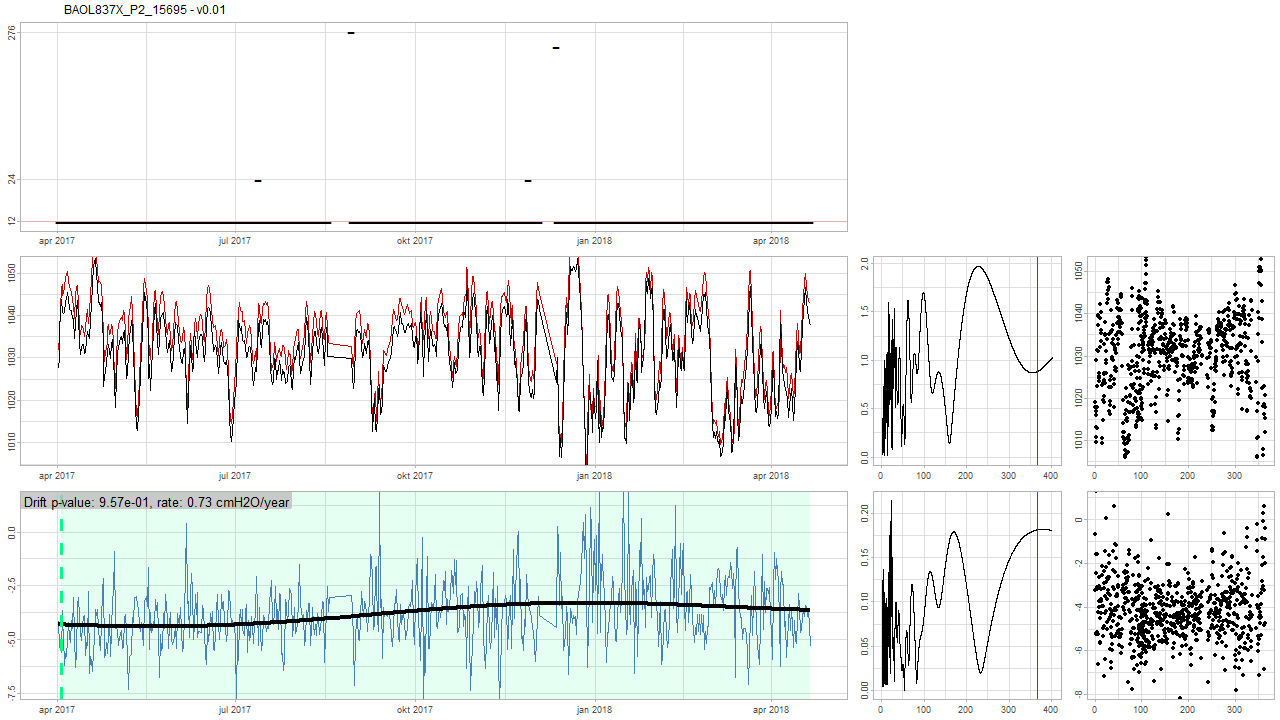 BAOL837X_P2_15695 - v0.01
276
24
12
apr 2017
jul 2017
okt 2017
jan 2018
apr 2018
1050
1040
1030
1020
1010
apr 2017
jul 2017
okt 2017
jan 2018
apr 2018
2.0
1.5
1.0
0.5
0.0
0
100
200
300
400
1050
1040
1030
1020
1010
0
100
200
300
Drift p-value: 9.57e-01, rate: 0.73 cmH2O/year
0.0
-2.5
-5.0
-7.5
apr 2017
jul 2017
okt 2017
jan 2018
apr 2018
0.20
0.15
0.10
0.05
0.00
0
100
200
300
400
0
-2
-4
-6
-8
0
100
200
300